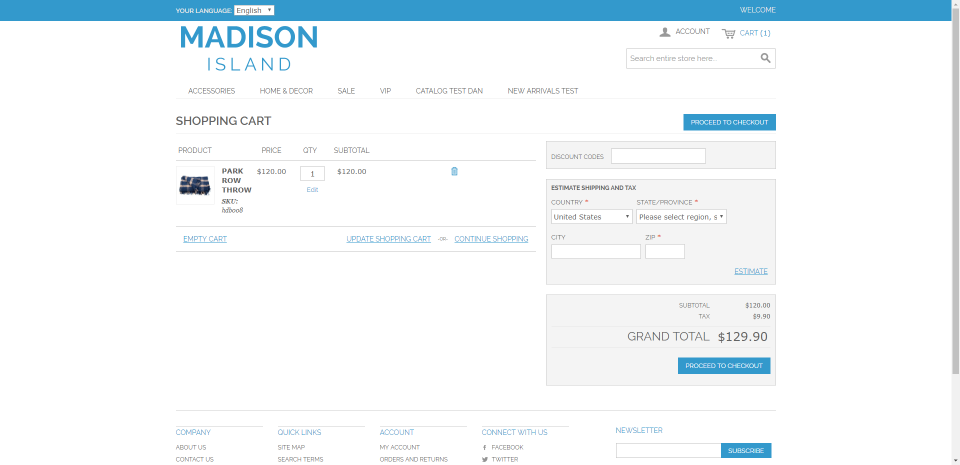 YOUR LANGUAGE: English
WELCOME
MADISON
ISLAND
ACCOUNT
CART (1)
Search entire store here...
ACCESSORIES HOME & DECOR SALE VIP CATALOG TEST DAN NEW ARRIVALS TEST
SHOPPING CART
PROCEED TO CHECKOUT
PRODUCT PRICE QTY SUBTOTAL
PARK ROW THROW
SKU:
hdb008
$120.00
1
Edit
$120.00
EMPTY CART
UPDATE SHOPPING CART -OR- CONTINUE SHOPPING
DISCOUNT CODES
ESTIMATE SHIPPING AND TAX
COUNTRY * STATE/PROVINCE *
United States Please select region, s
CITY ZIP *
ESTIMATE
SUBTOTAL $120.00
TAX $9.90
GRAND TOTAL $129.90
PROCEED TO CHECKOUT
COMPANY
ABOUT US
CONTACT US
QUICK LINKS
SITE MAP
SEARCH TERMS
ACCOUNT
MY ACCOUNT
ORDERS AND RETURNS
CONNECT WITH US
FACEBOOK
TWITTER
NEWSLETTER
SUBSCRIBE